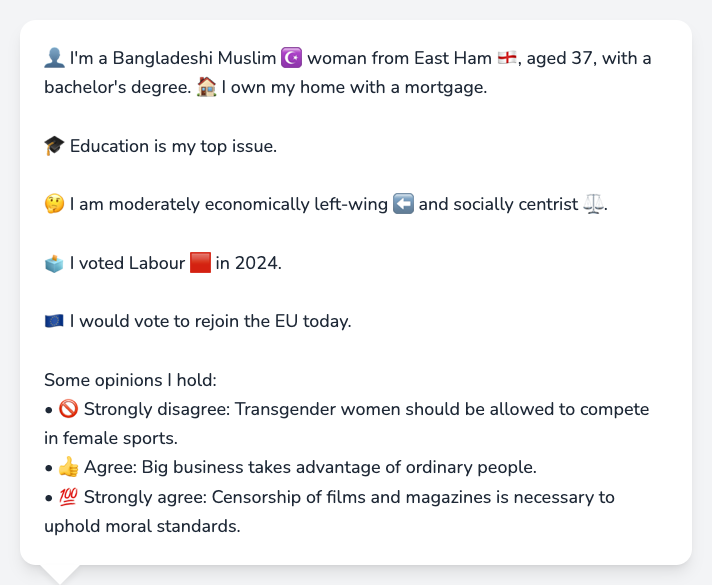 👤 I'm a Bangladeshi Muslim ☪️ woman from East Ham 🏴󠁧󠁢󠁥󠁮󠁧󠁿, aged 37, with a
bachelor's degree. 🏠 I own my home with a mortgage.
🎓 Education is my top issue.
🤔 I am moderately economically left-wing ⬅️ and socially centrist ⚖️.
🗳️ I voted Labour 🟥 in 2024.
🇪🇺 I would vote to rejoin the EU today.
Some opinions I hold:
• 🚫 Strongly disagree: Transgender women should be allowed to compete
in female sports.
• 👍 Agree: Big business takes advantage of ordinary people.
• 💯 Strongly agree: Censorship of films and magazines is necessary to
uphold moral standards.